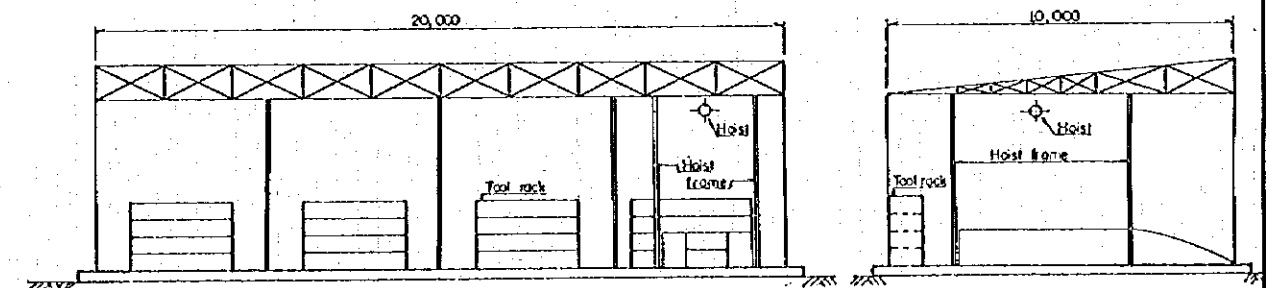 20,000
Hoist
Hoist
frames
Tool rack
10,000
Hoist
Hoist frame
Tool rack